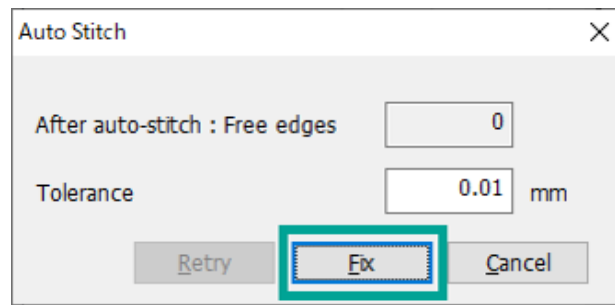 Auto Stitch
After auto-stitch : Free edges 0
Tolerance 0.01 mm
Retry Fix Cancel